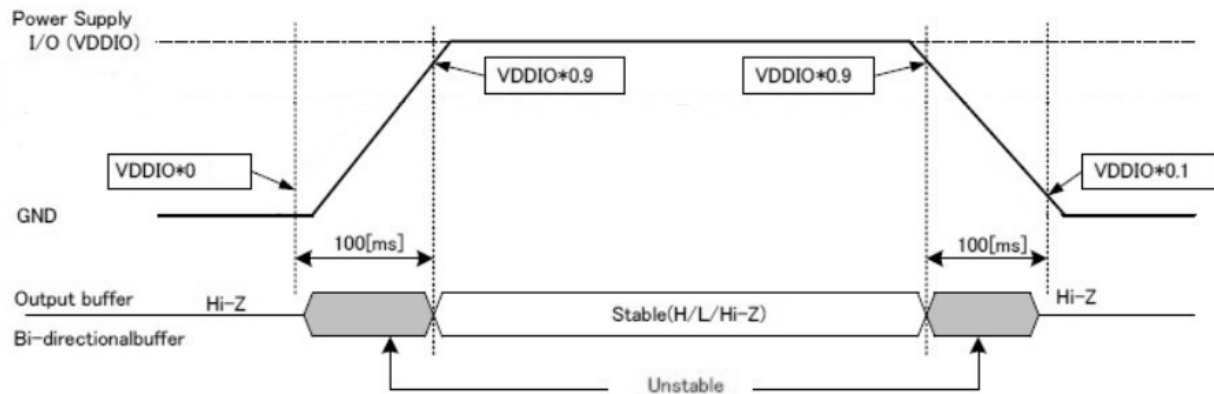 Power Supply
I/O (VDDIO)
VDDIO*0.9
VDDIO*0.9
VDDIO*0
VDDIO*0.1
GND
100[ms]
100[ms]
Output buffer
Hi-Z
Stable(H/L/Hi-Z)
Hi-Z
Bi-directionalbuffer
Unstable